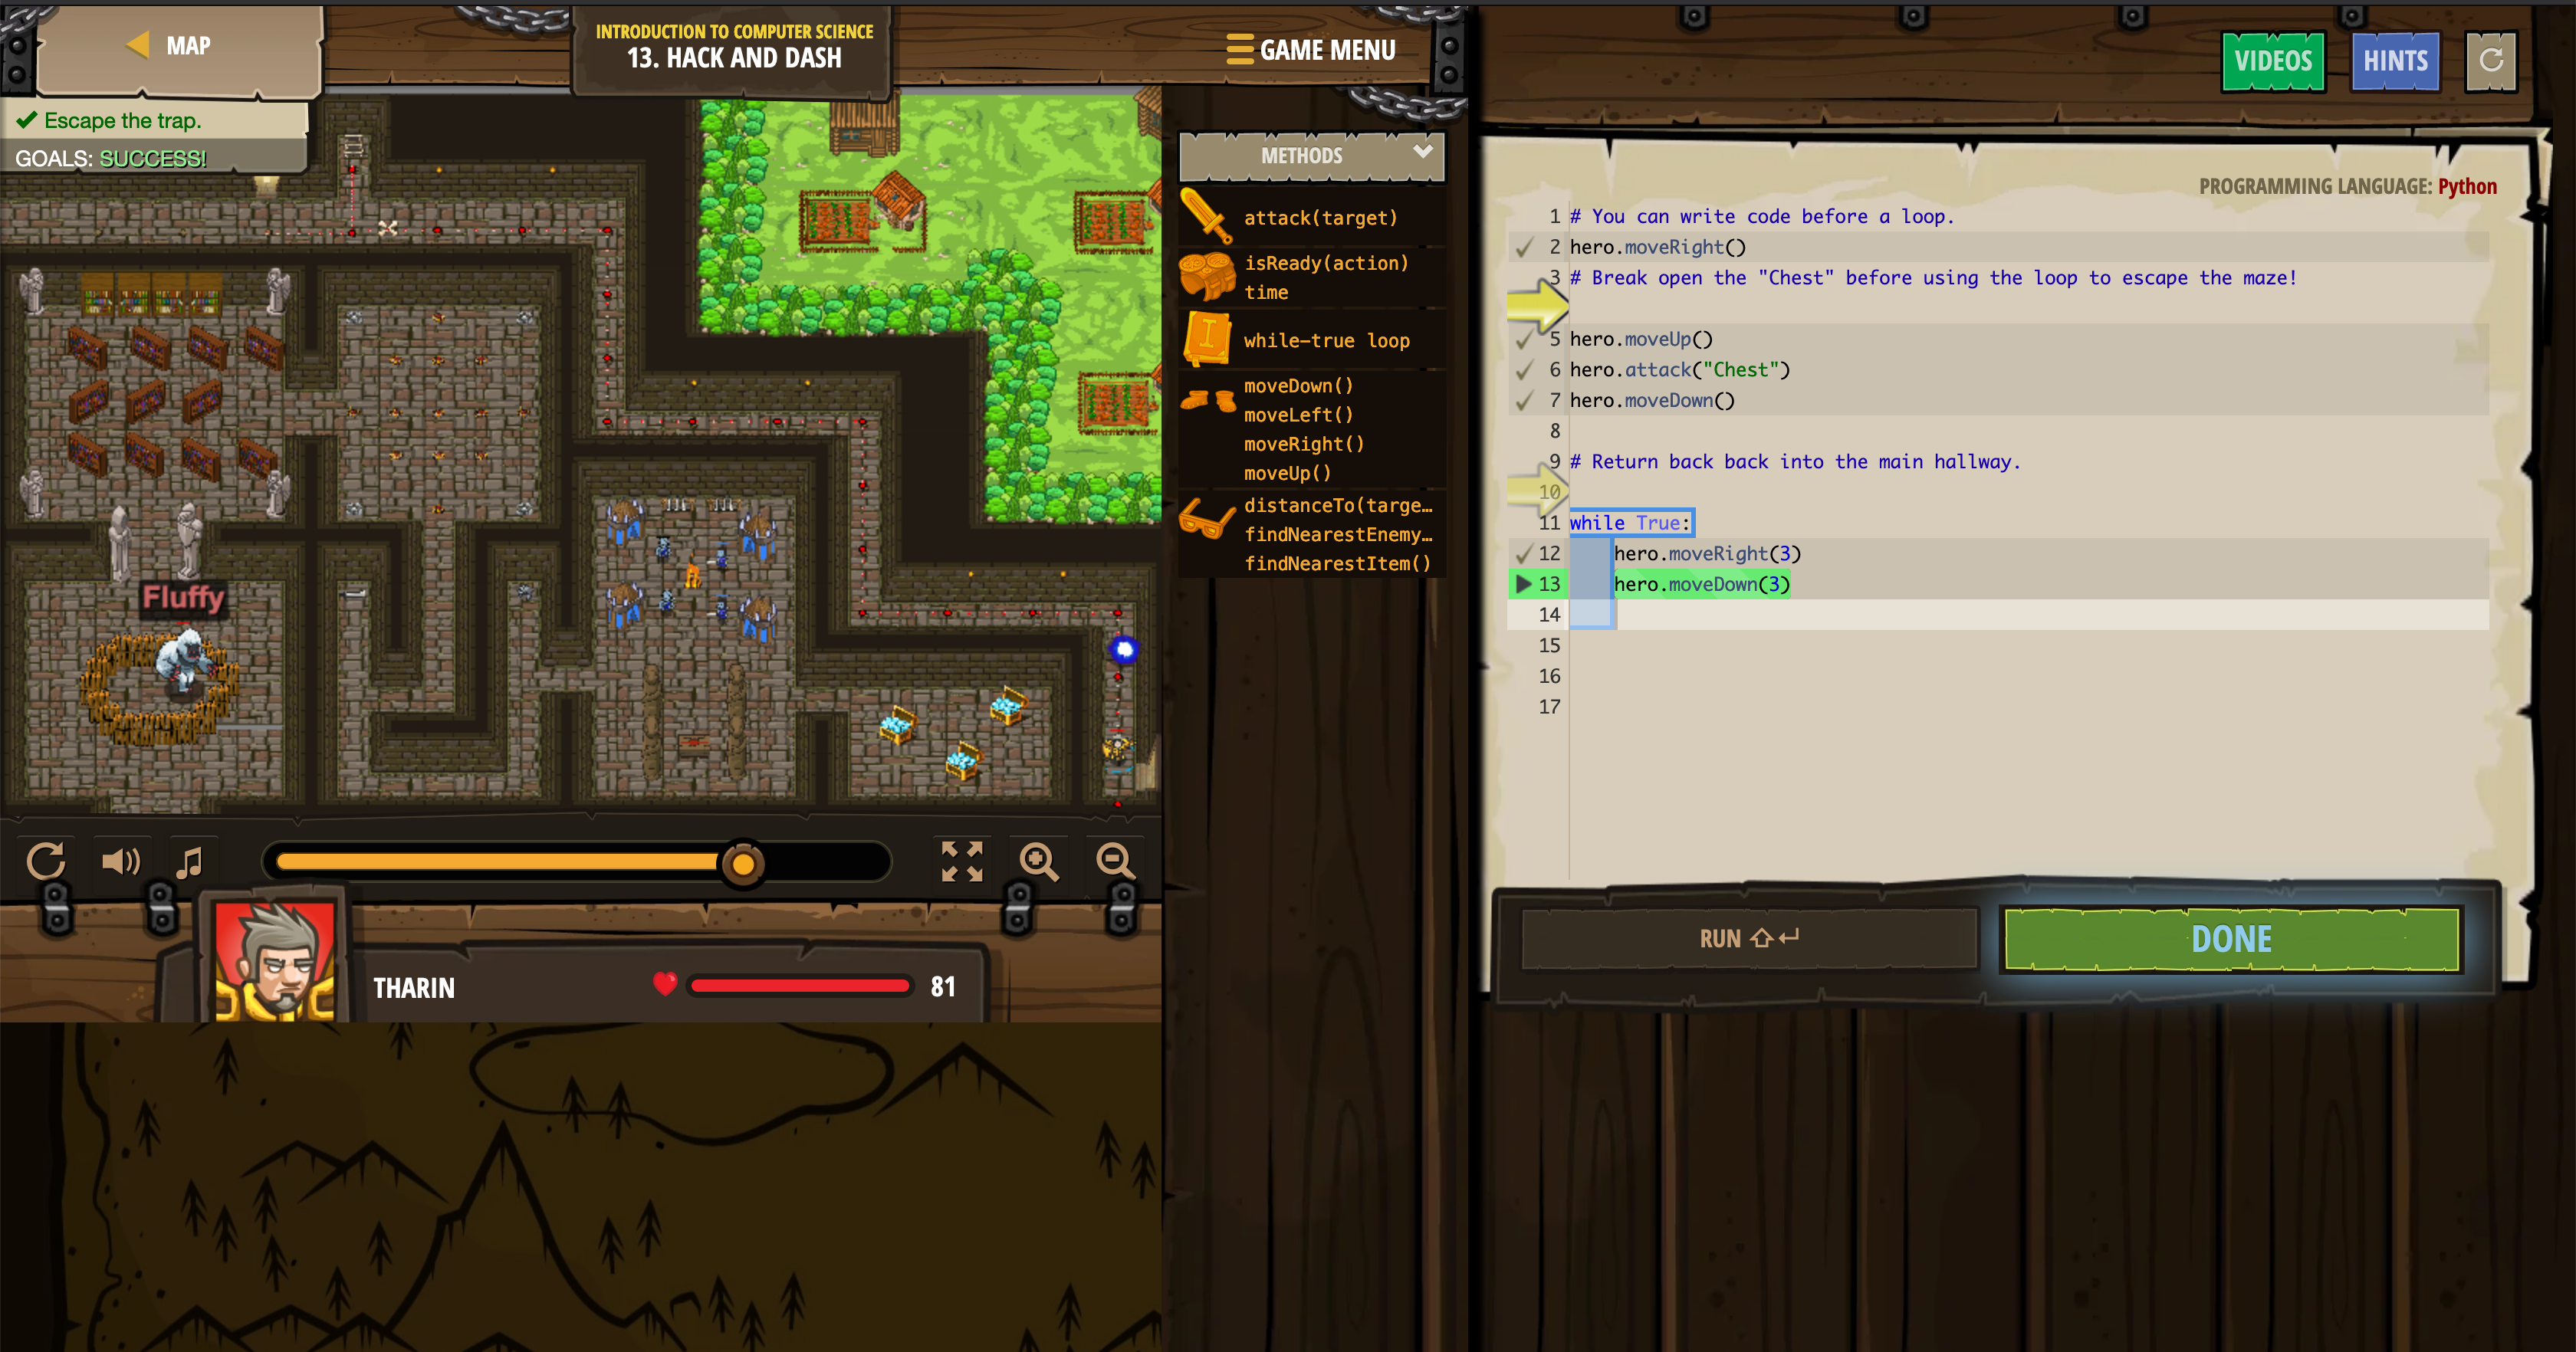 MAP
INTRODUCTION TO COMPUTER SCIENCE
13. HACK AND DASH
GAME MENU
Escape the trap.
GOALS: SUCCESS!
Fluffy
THARIN
81
METHODS
attack(target)
isReady(action)
time
while-true loop
moveDown()
moveLeft()
moveRight()
moveUp()
distanceTo(targe…
findNearestEnemy…
findNearestItem()
VIDEOS
HINTS
PROGRAMMING LANGUAGE: Python
1 # You can write code before a loop.
2 hero.moveRight()
3 # Break open the "Chest" before using the loop to escape the maze!
5 hero.moveUp()
6 hero.attack("Chest")
7 hero.moveDown()
8
9 # Return back back into the main hallway.
10
11 while True:
12 hero.moveRight(3)
13 hero.moveDown(3)
14
15
16
17
RUN
DONE